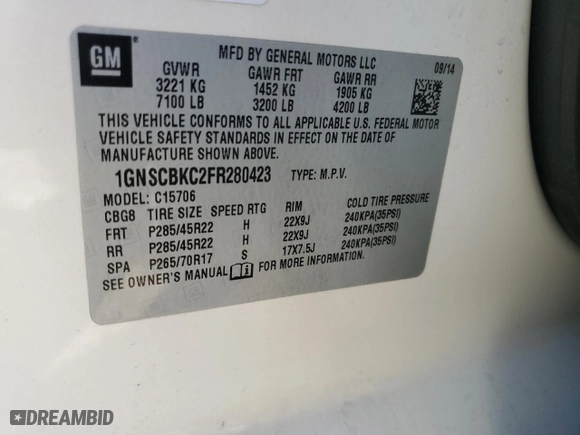 GM
MFD BY GENERAL MOTORS LLC
09/14
GVWR GAWR FRT GAWR RR
3221 KG 1452 KG 1905 KG
7100 LB 3200 LB 4200 LB
THIS VEHICLE CONFORMS TO ALL APPLICABLE U.S. FEDERAL MOTOR
VEHICLE SAFETY STANDARDS IN EFFECT ON THE DATE OF
MANUFACTURE SHOWN ABOVE.
1GNSCBKC2FR280423 TYPE: M.P.V.
MODEL: C15706
CBG8 TIRE SIZE SPEED RTG RIM COLD TIRE PRESSURE
FRT P285/45R22 H 22X9J 240KPA(35PSI)
RR P285/45R22 H 22X9J 240KPA(35PSI)
SPA P265/70R17 S 17X7.5J 240KPA(35PSI)
SEE OWNER'S MANUAL FOR MORE INFORMATION.
DREAMBID